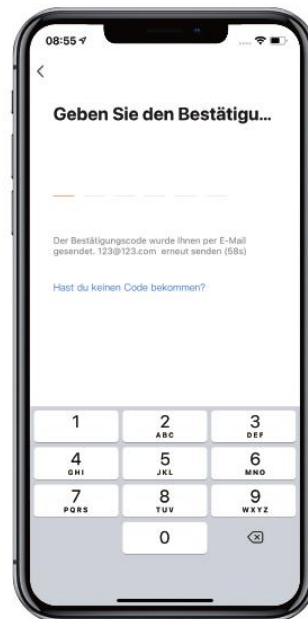 08:55
Geben Sie den Bestätigu...
Der Bestätigungscode wurde Ihnen per E-Mail
gesendet. 123@123.com erneut senden (58s)
Hast du keinen Code bekommen?
1 2 3
ABC DEF
4 5 6
GHI JKL MNO
7 8 9
PQRS TUV WXYZ
0